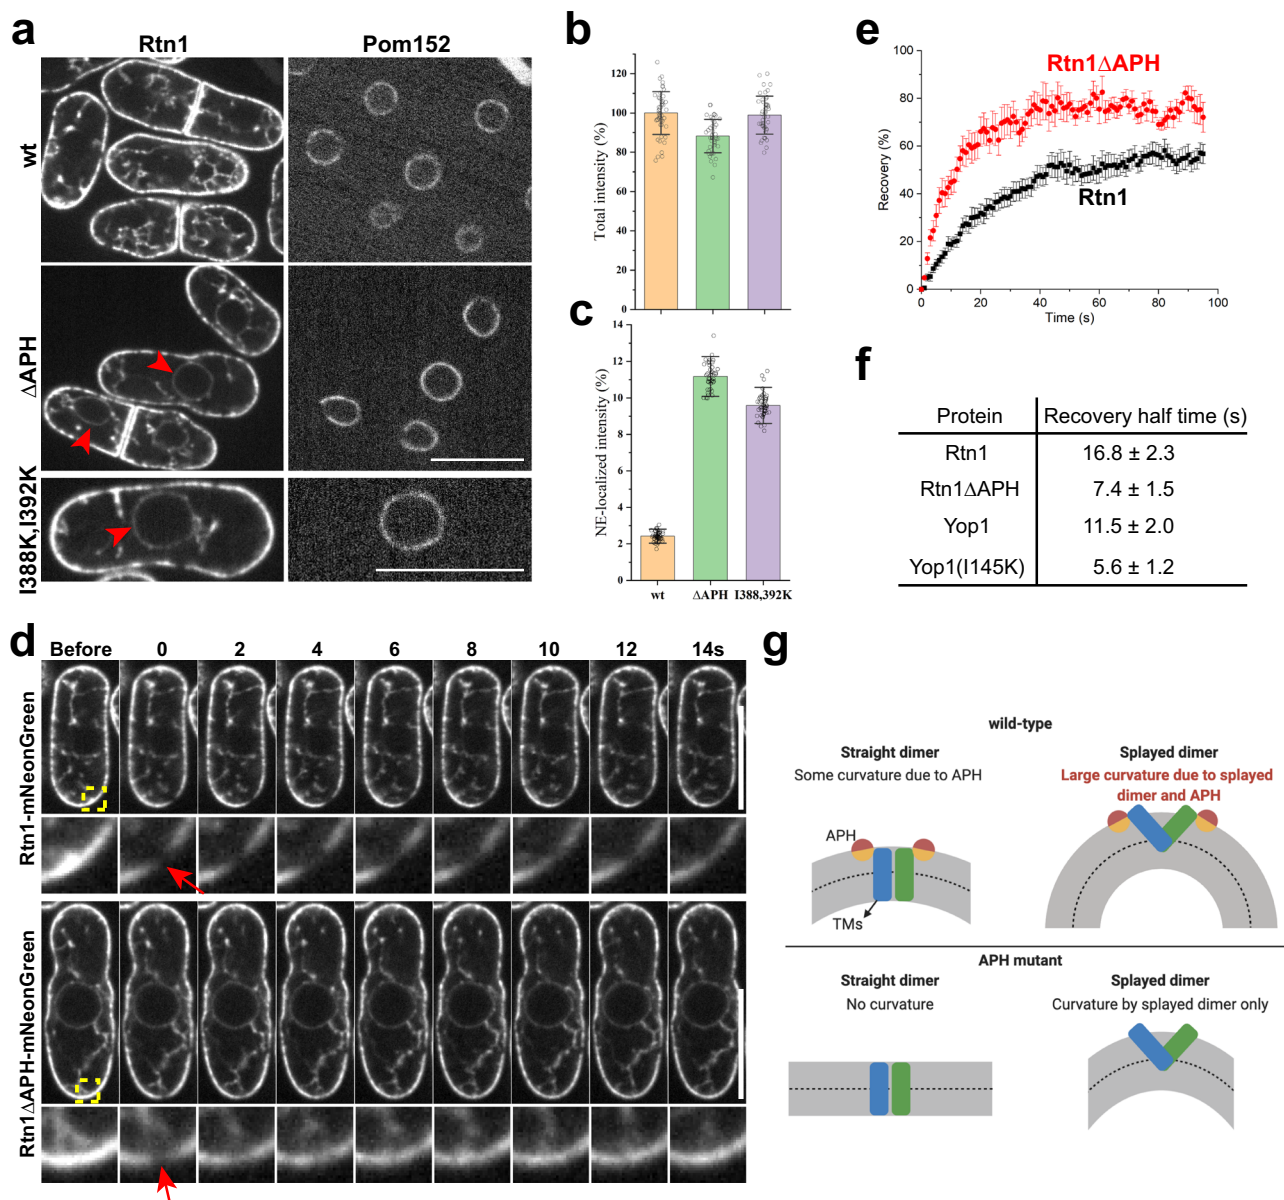 a
Rtn1
Pom152
wt
ΔAPH
I388K,I392K
b
Total intensity (%)
120
100
80
60
40
20
0
c
NE-localized intensity (%)
14
12
10
8
6
4
2
0
wt
ΔAPH
I388,392K
d
Before
0
2
4
6
8
10
12
14s
Rtn1-mNeonGreen
Rtn1ΔAPH-mNeonGreen
e
Recovery (%)
100
80
60
40
20
0
Rtn1ΔAPH
Rtn1
0
20
40
60
80
100
Time (s)
f
Protein Recovery half time (s)
Rtn1 16.8 ± 2.3
Rtn1ΔAPH 7.4 ± 1.5
Yop1 11.5 ± 2.0
Yop1(I145K) 5.6 ± 1.2
g
wild-type
Straight dimer
Some curvature due to APH
Splayed dimer
Large curvature due to splayed
dimer and APH
APH
TMs
APH mutant
Straight dimer
No curvature
Splayed dimer
Curvature by splayed dimer only